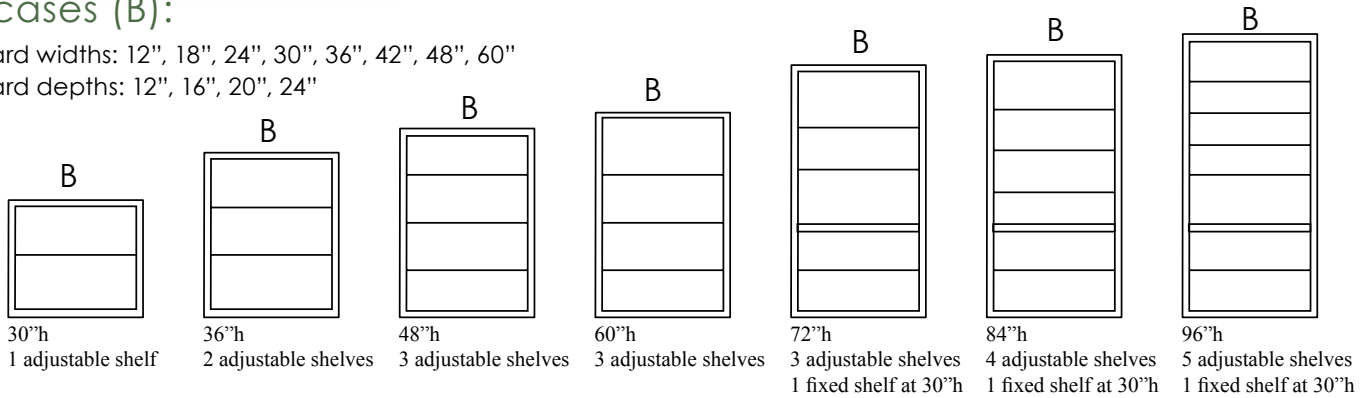 cases (B):
ard widths: 12”, 18”, 24”, 30”, 36”, 42”, 48”, 60”
ard depths: 12”, 16”, 20”, 24”
B
B
B
B
B
B
B
30”h
1 adjustable shelf
36”h
2 adjustable shelves
48”h
3 adjustable shelves
60”h
3 adjustable shelves
72”h
3 adjustable shelves
1 fixed shelf at 30”h
84”h
4 adjustable shelves
1 fixed shelf at 30”h
96”h
5 adjustable shelves
1 fixed shelf at 30”h